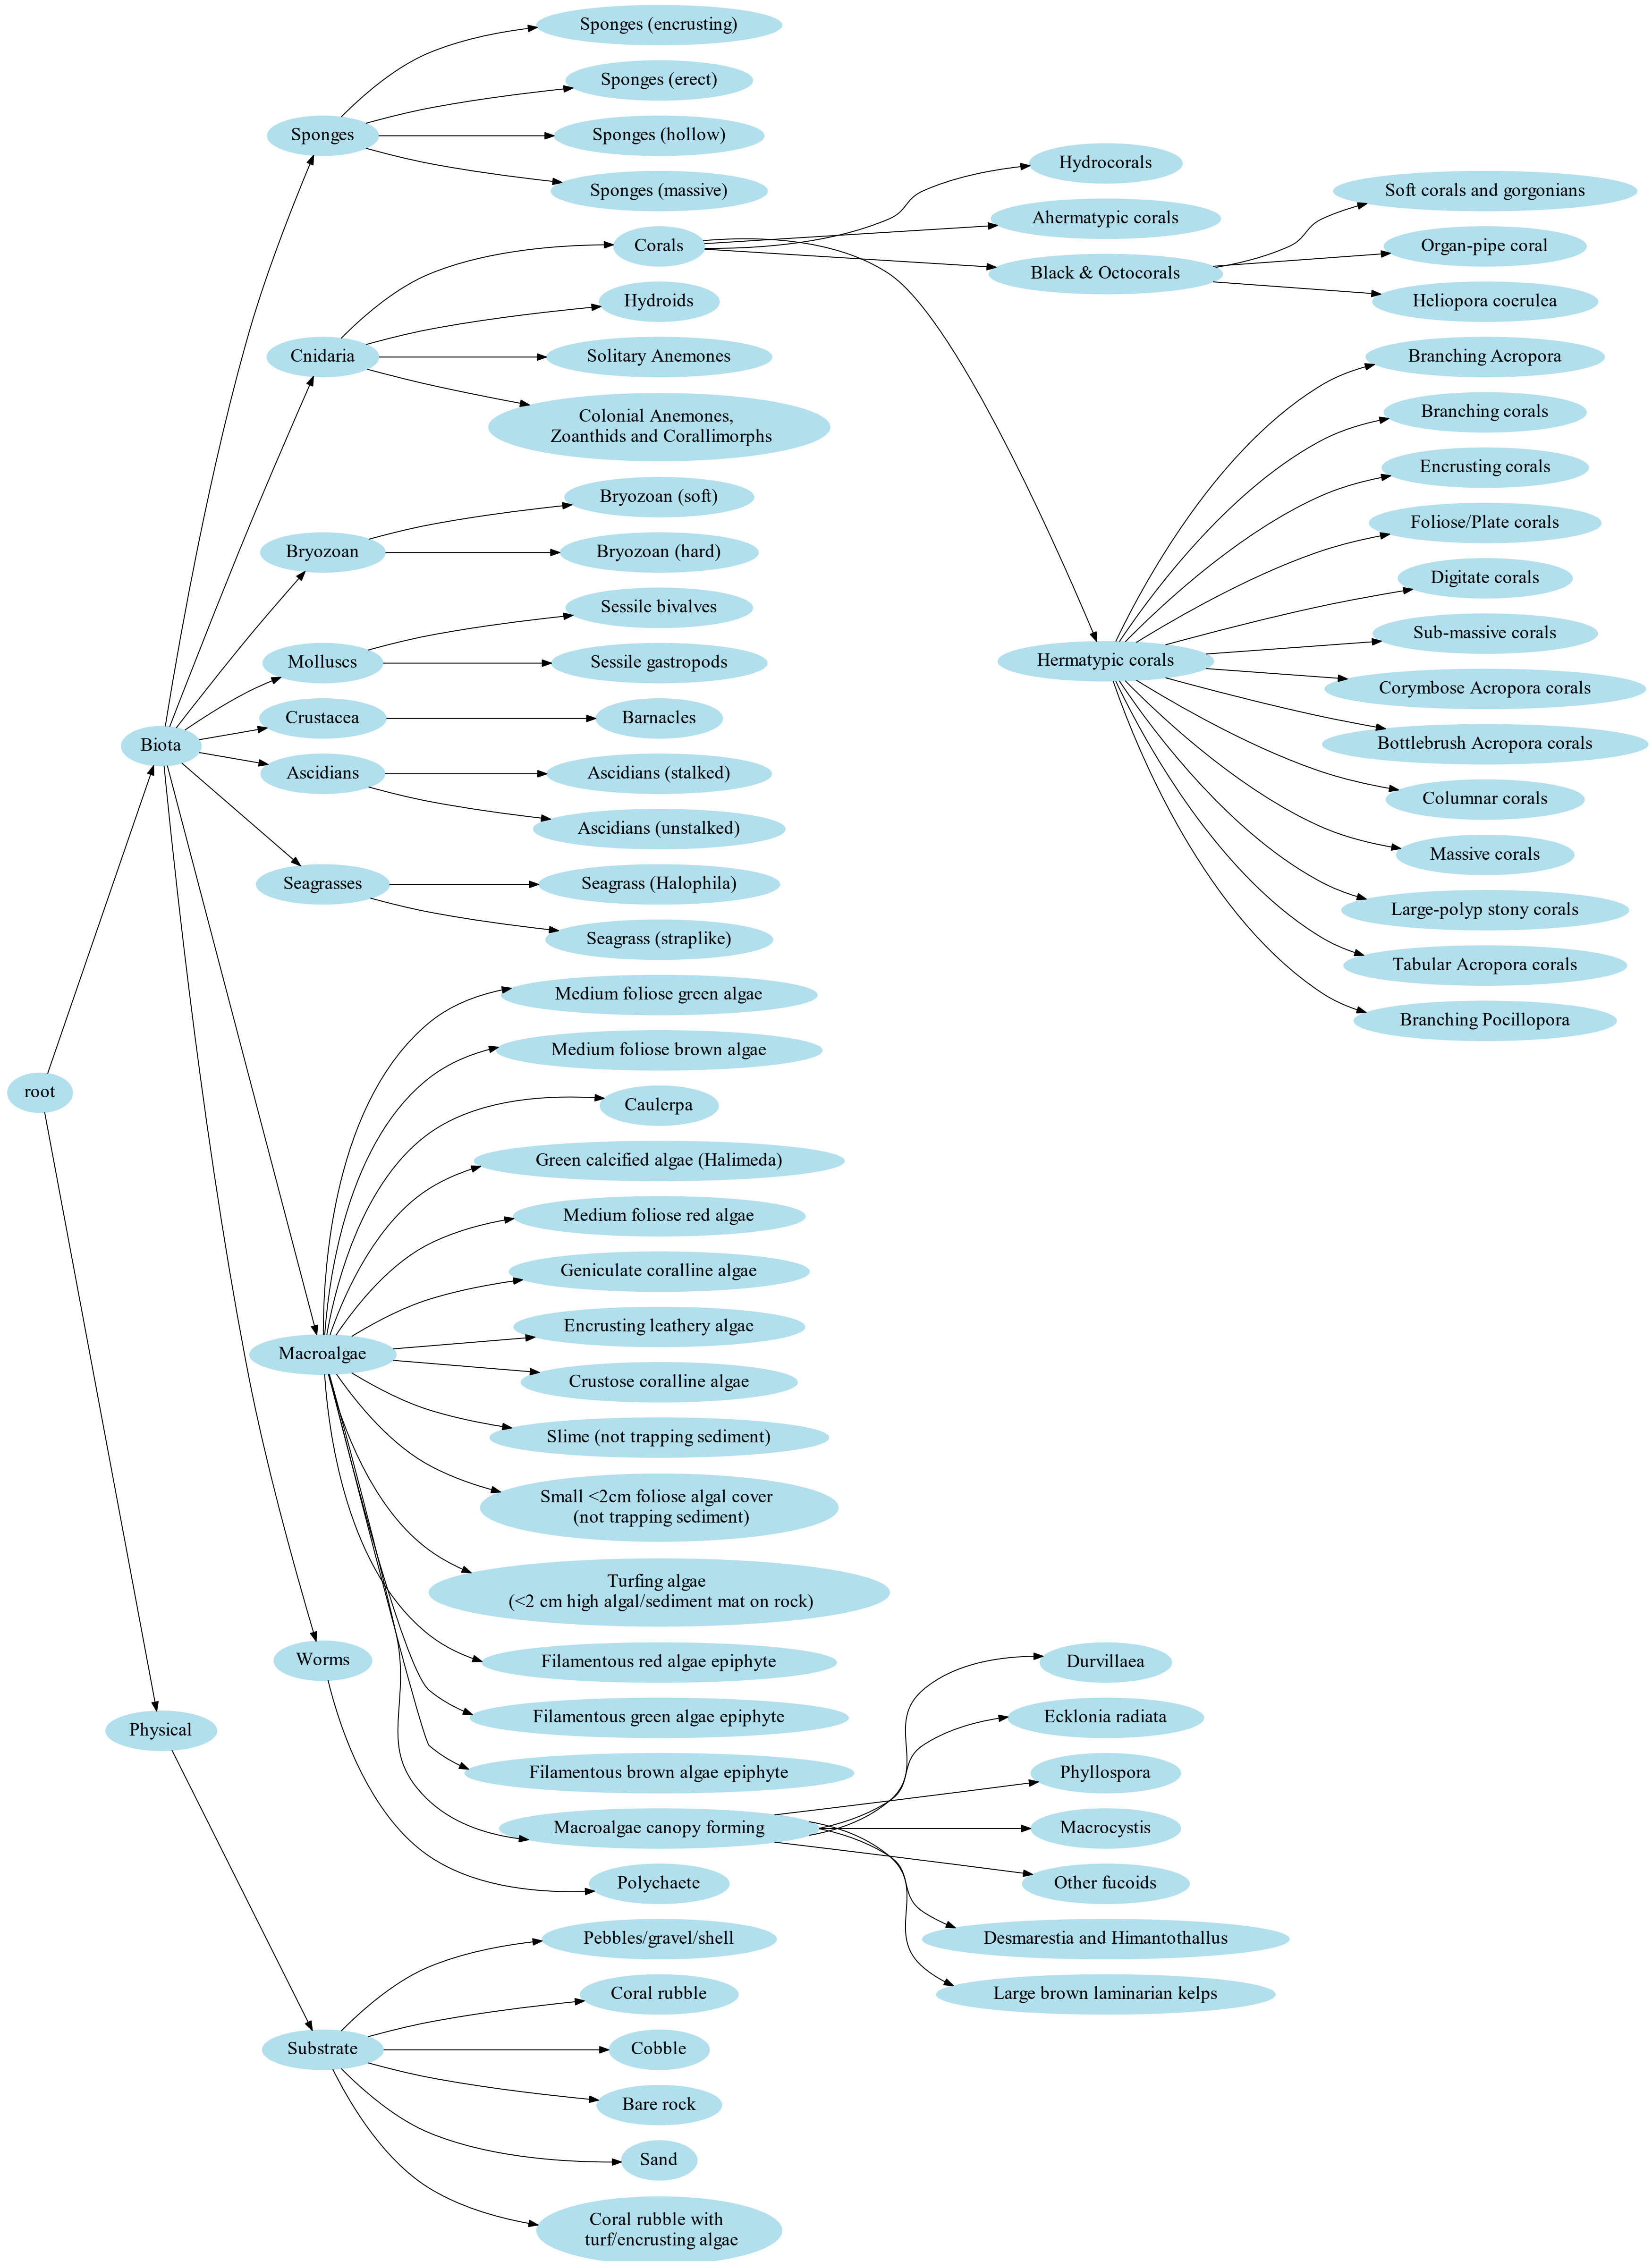 root
Biota
Physical
Sponges
Cnidaria
Bryozoan
Molluscs
Crustacea
Ascidians
Seagrasses
Macroalgae
Worms
Substrate
Sponges (encrusting)
Sponges (erect)
Sponges (hollow)
Sponges (massive)
Corals
Hydroids
Solitary Anemones
Colonial Anemones,
Zoanthids and Corallimorphs
Bryozoan (soft)
Bryozoan (hard)
Sessile bivalves
Sessile gastropods
Barnacles
Ascidians (stalked)
Ascidians (unstalked)
Seagrass (Halophila)
Seagrass (straplike)
Medium foliose green algae
Medium foliose brown algae
Caulerpa
Green calcified algae (Halimeda)
Medium foliose red algae
Geniculate coralline algae
Encrusting leathery algae
Crustose coralline algae
Slime (not trapping sediment)
Small <2cm foliose algal cover
(not trapping sediment)
Turfing algae
(<2 cm high algal/sediment mat on rock)
Filamentous red algae epiphyte
Filamentous green algae epiphyte
Filamentous brown algae epiphyte
Macroalgae canopy forming
Polychaete
Pebbles/gravel/shell
Coral rubble
Cobble
Bare rock
Sand
Coral rubble with
turf/encrusting algae
Hydrocorals
Ahermatypic corals
Black & Octocorals
Hermatypic corals
Durvillaea
Ecklonia radiata
Phyllospora
Macrocystis
Other fucoids
Desmarestia and Himantothallus
Large brown laminarian kelps
Soft corals and gorgonians
Organ-pipe coral
Heliopora coerulea
Branching Acropora
Branching corals
Encrusting corals
Foliose/Plate corals
Digitate corals
Sub-massive corals
Corymbose Acropora corals
Bottlebrush Acropora corals
Columnar corals
Massive corals
Large-polyp stony corals
Tabular Acropora corals
Branching Pocillopora